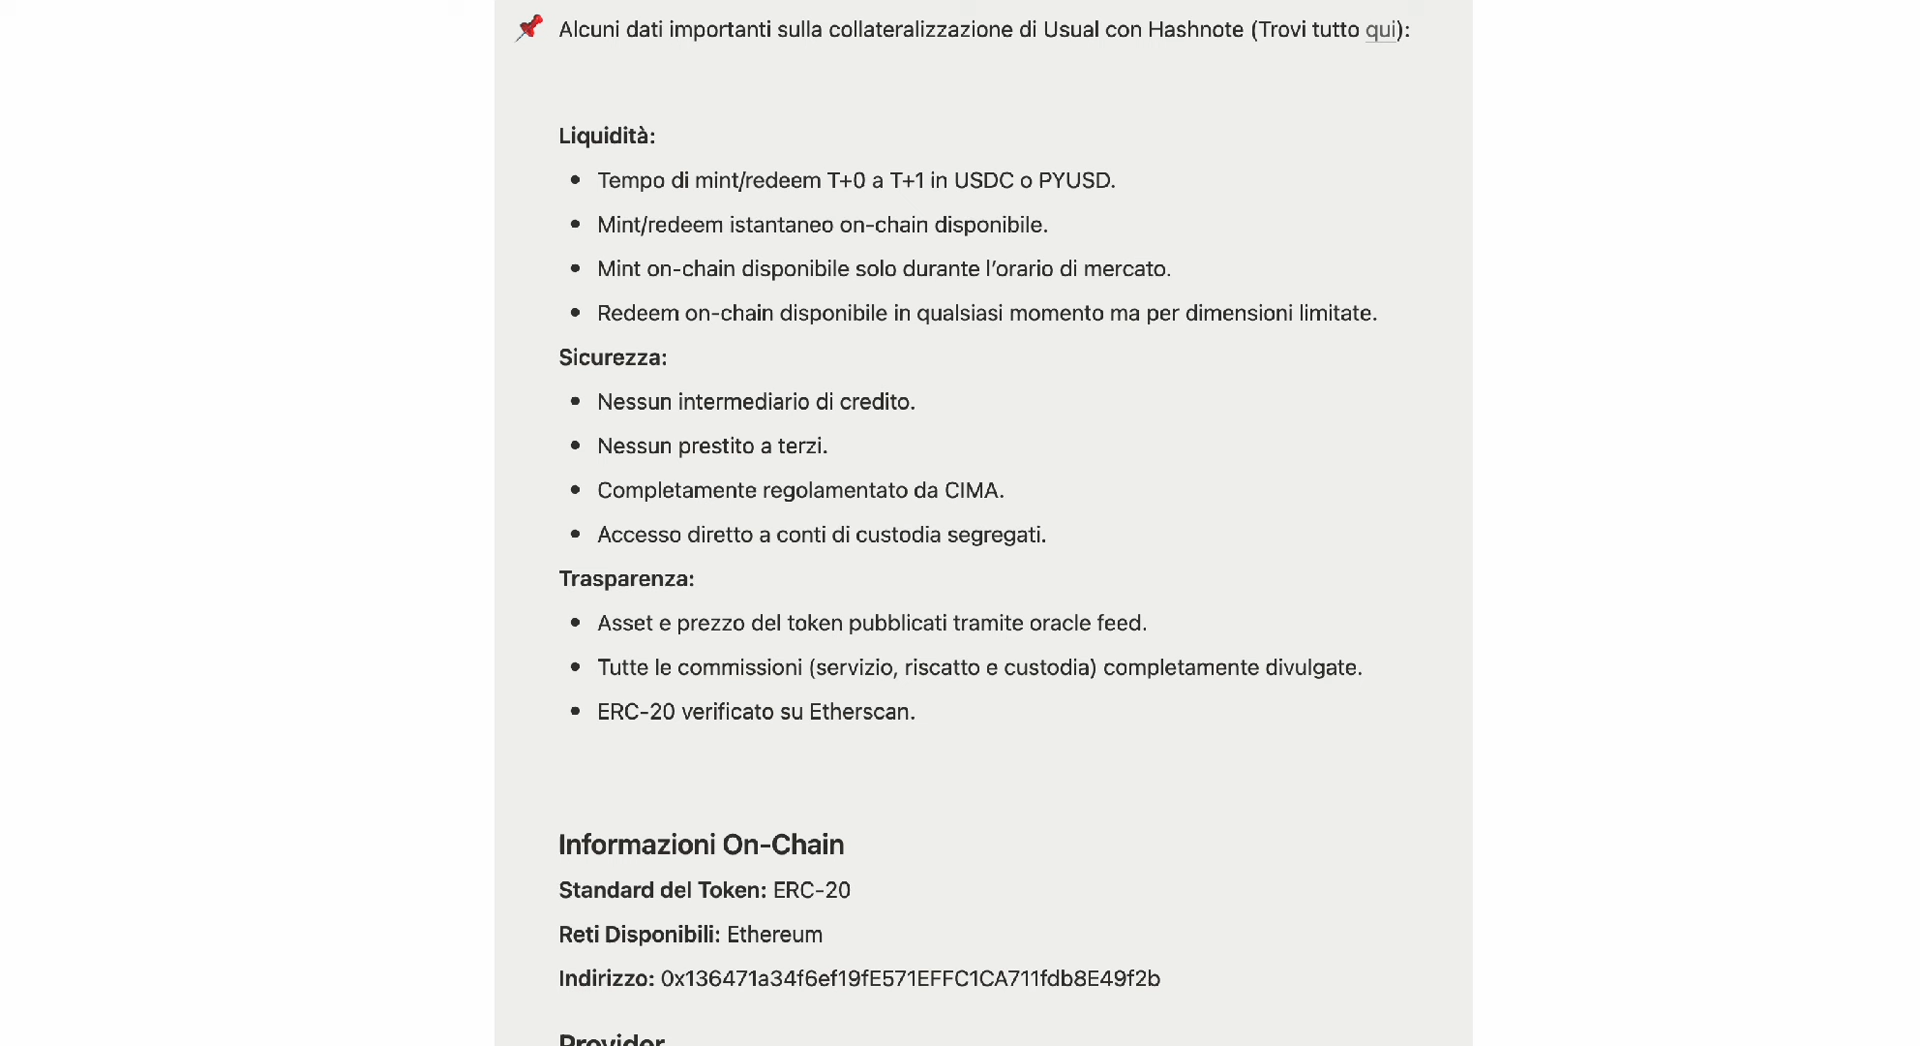 Alcuni dati importanti sulla collateralizzazione di Usual con Hashnote (Trovi tutto qui):
Liquidità:
• Tempo di mint/redeem T+0 a T+1 in USDC o PYUSD.
• Mint/redeem istantaneo on-chain disponibile.
• Mint on-chain disponibile solo durante l’orario di mercato.
• Redeem on-chain disponibile in qualsiasi momento ma per dimensioni limitate.
Sicurezza:
• Nessun intermediario di credito.
• Nessun prestito a terzi.
• Completamente regolamentato da CIMA.
• Accesso diretto a conti di custodia segregati.
Trasparenza:
• Asset e prezzo del token pubblicati tramite oracle feed.
• Tutte le commissioni (servizio, riscatto e custodia) completamente divulgate.
• ERC-20 verificato su Etherscan.
Informazioni On-Chain
Standard del Token: ERC-20
Reti Disponibili: Ethereum
Indirizzo: 0x136471a34f6ef19fE571EFFC1CA711fdb8E49f2b
Provider